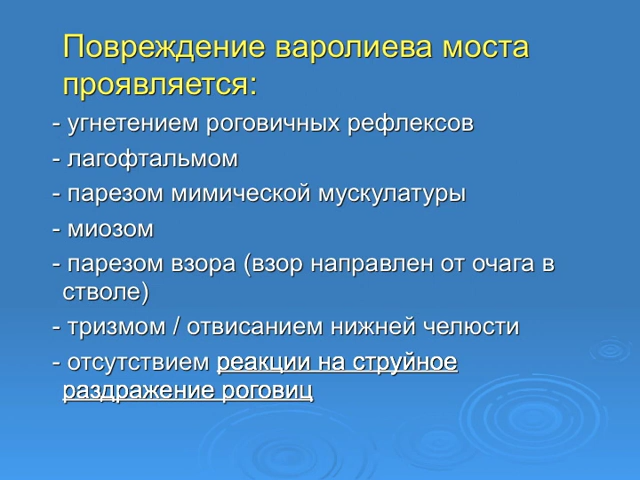 Повреждение варолиева моста
проявляется:
- угнетением роговичных рефлексов
- лагофтальмом
- парезом мимической мускулатуры
- миозом
- парезом взора (взор направлен от очага в
стволе)
- тризмом / отвисанием нижней челюсти
- отсутствием реакции на струйное
раздражение роговиц